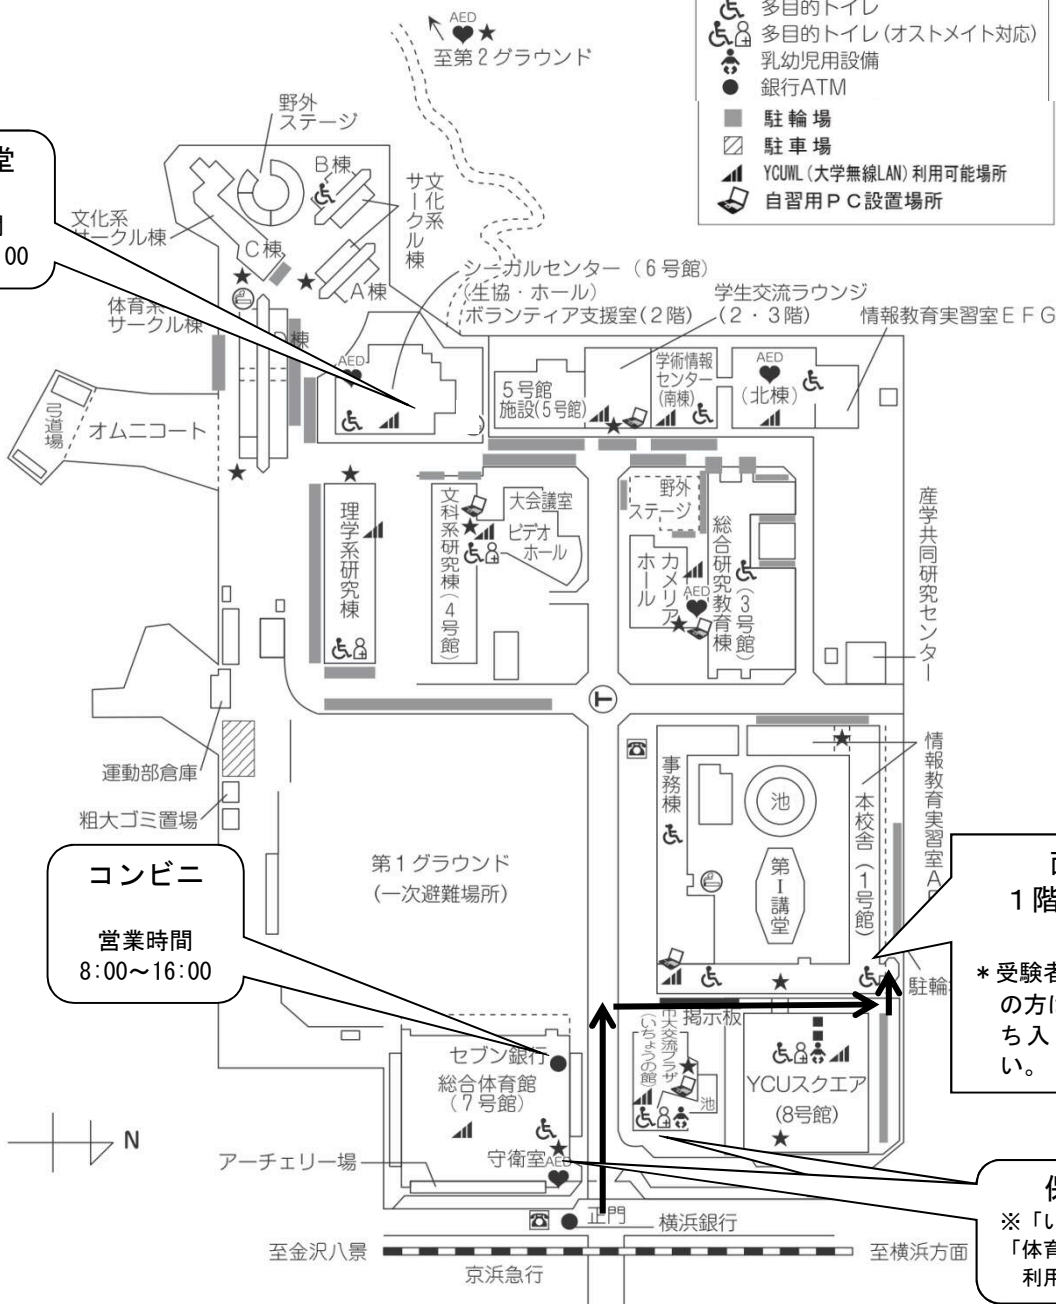 AED
至第２グラウンド
多目的トイレ
多目的トイレ(オストメイト対応)
乳幼児用設備
銀行ATM
駐輪場
駐車場
YCUWL(大学無線LAN)利用可能場所
自習用ＰＣ設置場所
野外
ステージ
B棟
文化系
サークル棟
文化系
サークル棟
C棟
A棟
堂
00
体育系
サークル棟
シーガルセンター（６号館）
(生協・ホール)
ボランティア支援室(２階)
学生交流ラウンジ
(２・３階)
情報教育実習室ＥＦＧ
AED
５号館
施設(５号館)
学術情報
センター
(南棟)
AED
(北棟)
弓道場
オムニコート
理学系研究棟
文科系研究棟(４号館)
大会議室
ビデオ
ホール
野外
ステージ
カメリア
ホール
AED
総合研究教育棟
(３号館)
産学共同研究センター
T
運動部倉庫
粗大ゴミ置場
第１グラウンド
(一次避難場所)
事務棟
池
第Ⅰ講堂
本校舎(１号館)
情報教育実習室Ａ
コンビニ
営業時間
8:00～16:00
１階
＊受験者
の方は
ち入
い。
駐輪
掲示板
市大交流プラザ
(いちょうの館)
池
YCUスクエア
(8号館)
セブン銀行
総合体育館
(７号館)
守衛室
AED
アーチェリー場
N
正門
横浜銀行
至金沢八景
至横浜方面
京浜急行
保
※「い
「体育
利用